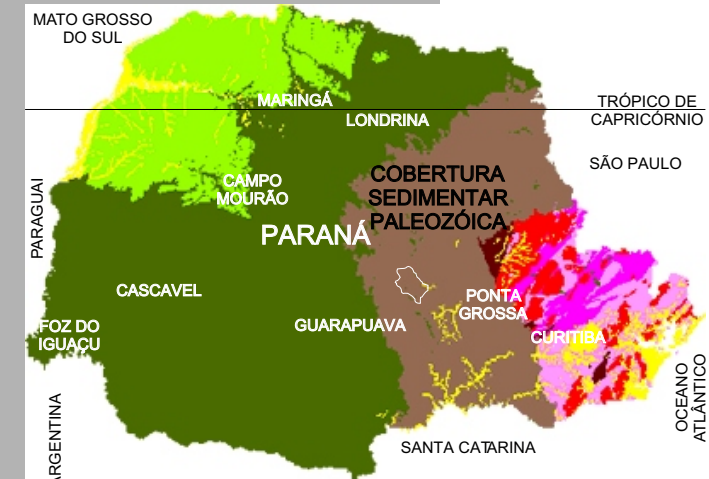 MATO GROSSO
DO SUL
MARINGÁ
TRÓPICO DE
CAPRICÓRNIO
LONDRINA
SÃO PAULO
COBERTURA
SEDIMENTAR
PALEOZÓICA
CAMPO
MOURÃO
PARAGUAI
PARANÁ
CASCAVEL
PONTA
GROSSA
FOZ DO
IGUAÇU
GUARAPUAVA
CURITIBA
OCEANO
ATLÂNTICO
ARGENTINA
SANTA CATARINA